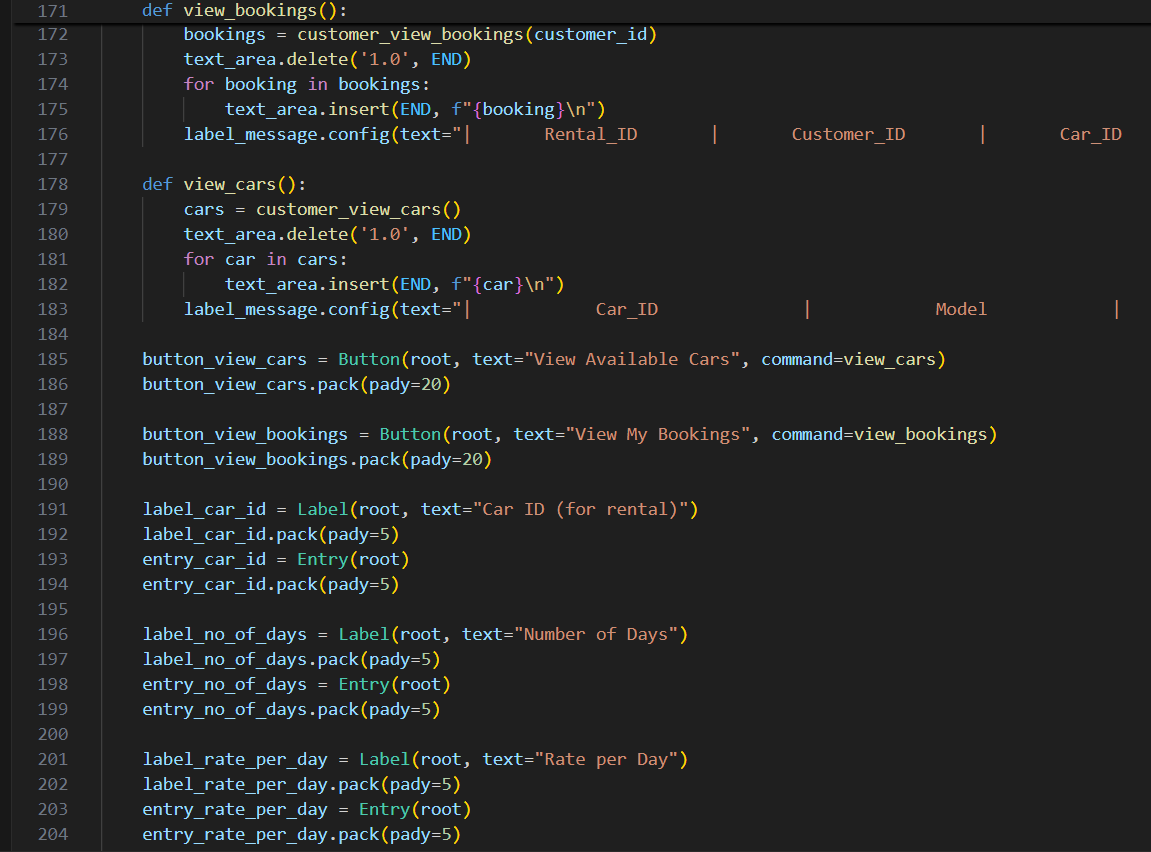 171 def view_bookings():
172 bookings = customer_view_bookings(customer_id)
173 text_area.delete('1.0', END)
174 for booking in bookings:
175 text_area.insert(END, f"{booking}\n")
176 label_message.config(text="| Rental_ID | Customer_ID | Car_ID
177
178 def view_cars():
179 cars = customer_view_cars()
180 text_area.delete('1.0', END)
181 for car in cars:
182 text_area.insert(END, f"{car}\n")
183 label_message.config(text="| Car_ID | Model |
184
185 button_view_cars = Button(root, text="View Available Cars", command=view_cars)
186 button_view_cars.pack(pady=20)
187
188 button_view_bookings = Button(root, text="View My Bookings", command=view_bookings)
189 button_view_bookings.pack(pady=20)
190
191 label_car_id = Label(root, text="Car ID (for rental)")
192 label_car_id.pack(pady=5)
193 entry_car_id = Entry(root)
194 entry_car_id.pack(pady=5)
195
196 label_no_of_days = Label(root, text="Number of Days")
197 label_no_of_days.pack(pady=5)
198 entry_no_of_days = Entry(root)
199 entry_no_of_days.pack(pady=5)
200
201 label_rate_per_day = Label(root, text="Rate per Day")
202 label_rate_per_day.pack(pady=5)
203 entry_rate_per_day = Entry(root)
204 entry_rate_per_day.pack(pady=5)